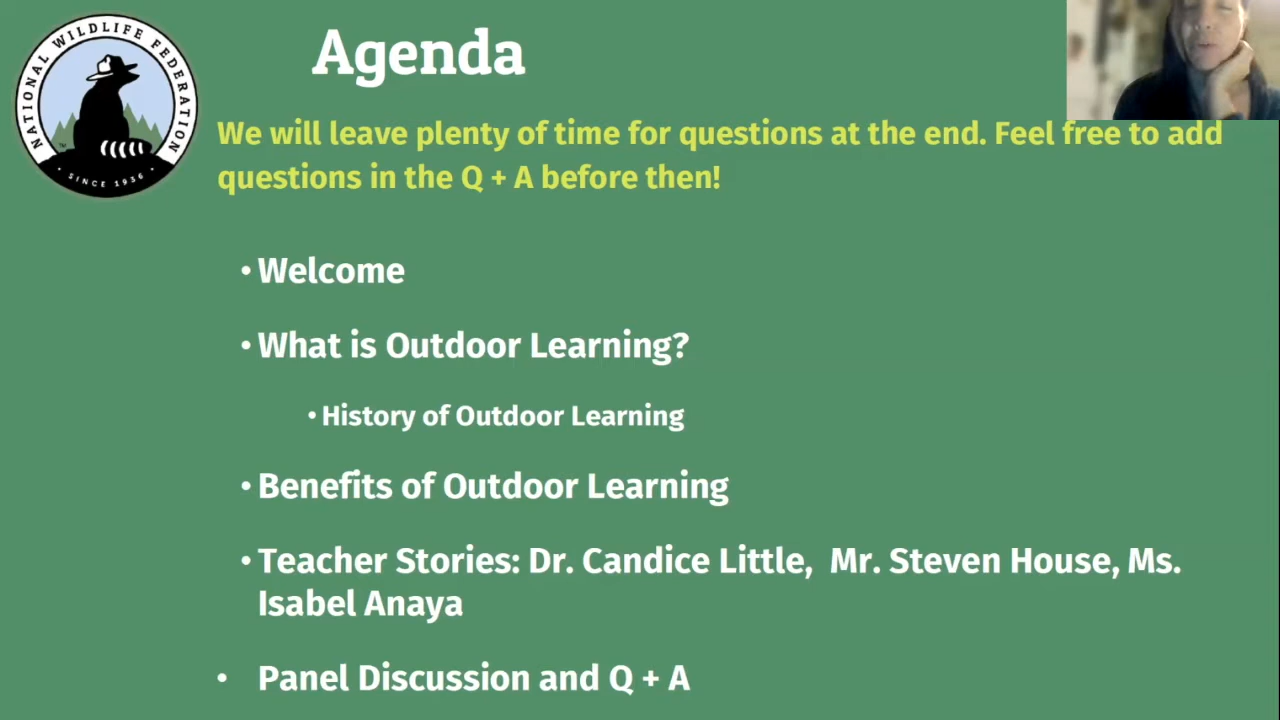 NATIONAL WILDLIFE FEDERATION
TM
• SINCE 1936 •
Agenda
We will leave plenty of time for questions at the end. Feel free to add
questions in the Q + A before then!
• Welcome
• What is Outdoor Learning?
• History of Outdoor Learning
• Benefits of Outdoor Learning
• Teacher Stories: Dr. Candice Little,  Mr. Steven House, Ms.
Isabel Anaya
• Panel Discussion and Q + A